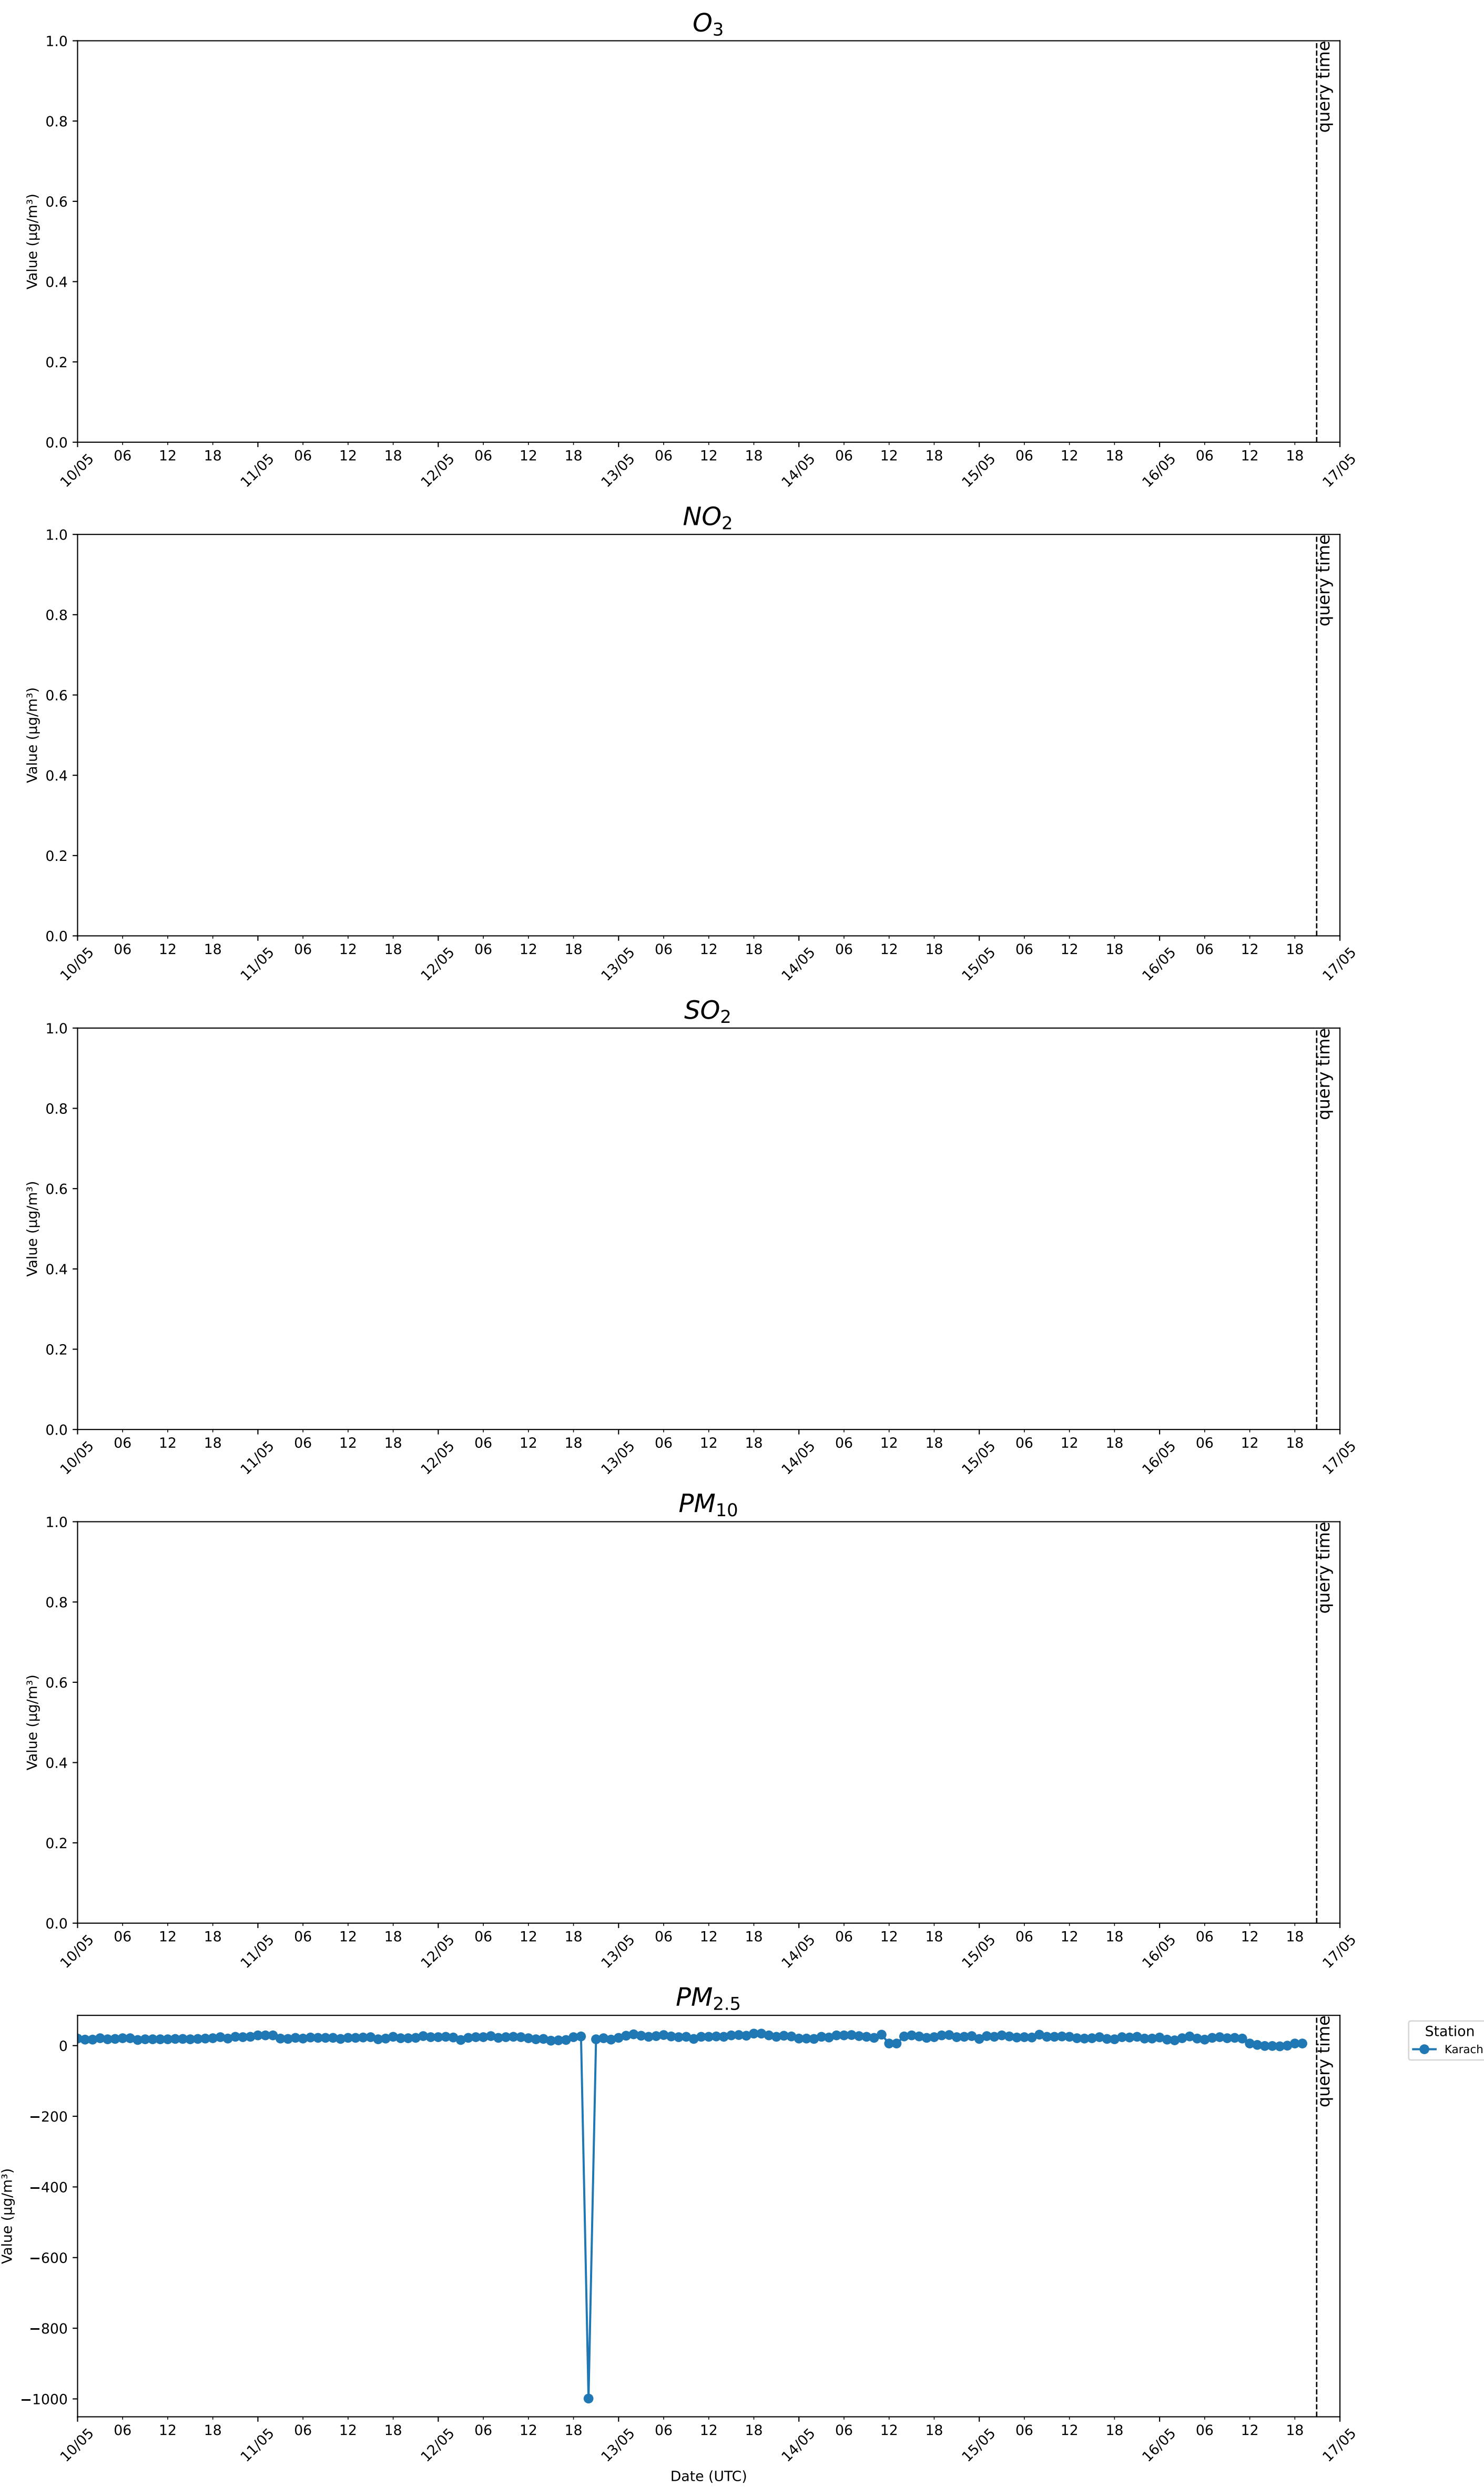 O₃
1.0
0.8
0.6
0.4
0.2
0.0
Value (µg/m³)
query time
10/05 06 12 18 11/05 06 12 18 12/05 06 12 18 13/05 06 12 18 14/05 06 12 18 15/05 06 12 18 16/05 06 12 18 17/05
NO₂
1.0
0.8
0.6
0.4
0.2
0.0
Value (µg/m³)
query time
10/05 06 12 18 11/05 06 12 18 12/05 06 12 18 13/05 06 12 18 14/05 06 12 18 15/05 06 12 18 16/05 06 12 18 17/05
SO₂
1.0
0.8
0.6
0.4
0.2
0.0
Value (µg/m³)
query time
10/05 06 12 18 11/05 06 12 18 12/05 06 12 18 13/05 06 12 18 14/05 06 12 18 15/05 06 12 18 16/05 06 12 18 17/05
PM₁₀
1.0
0.8
0.6
0.4
0.2
0.0
Value (µg/m³)
query time
10/05 06 12 18 11/05 06 12 18 12/05 06 12 18 13/05 06 12 18 14/05 06 12 18 15/05 06 12 18 16/05 06 12 18 17/05
PM₂.₅
0
−200
−400
−600
−800
−1000
Value (µg/m³)
query time
Station
Karach
10/05 06 12 18 11/05 06 12 18 12/05 06 12 18 13/05 06 12 18 14/05 06 12 18 15/05 06 12 18 16/05 06 12 18 17/05
Date (UTC)